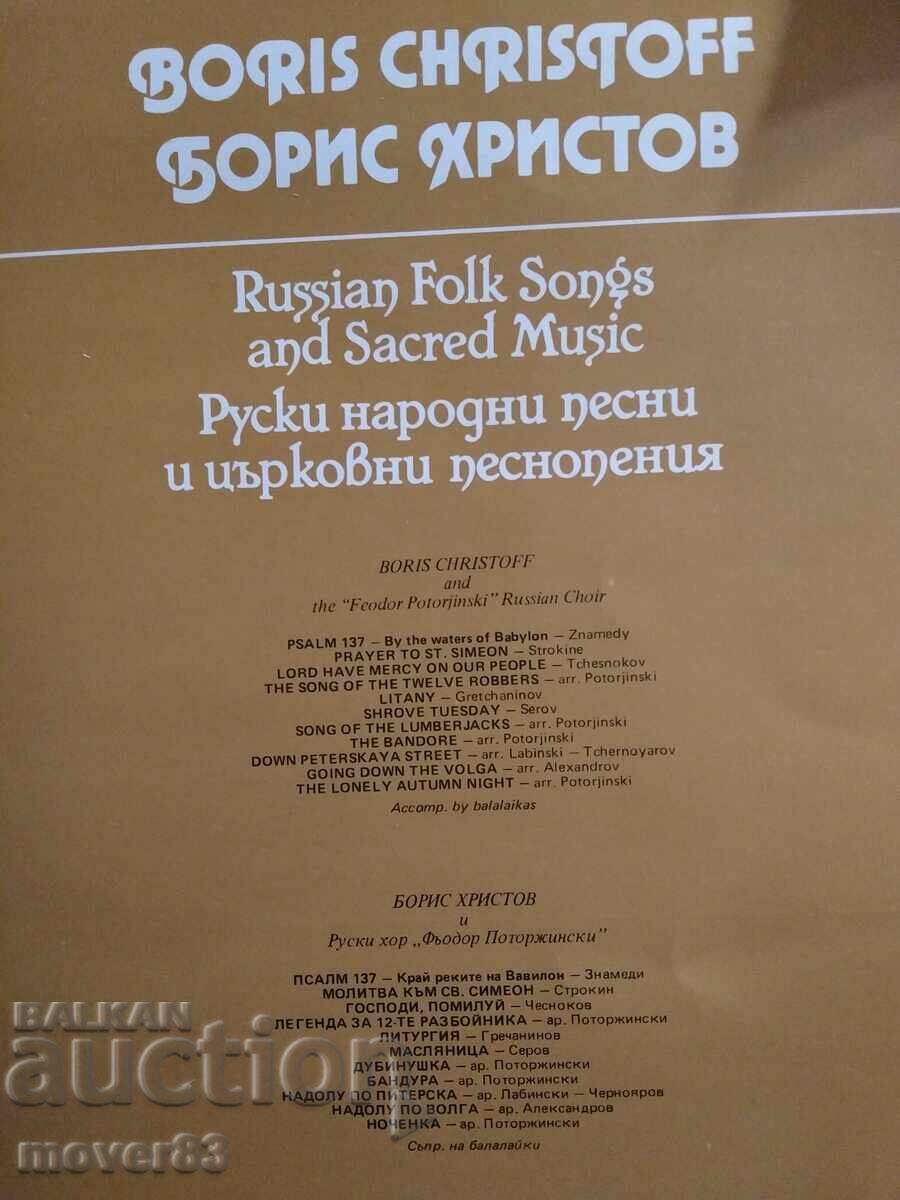 BORIS CHRISTOFF
БОРИС ХРИСТОВ
Russian Folk Songs
and Sacred Music
Руски народни песни
и църковни песнопения
BORIS CHRISTOFF
and
the "Feodor Potorjinski" Russian Choir
PSALM 137 – By the waters of Babylon – Znamedy
PRAYER TO ST. SIMEON – Strokine
LORD HAVE MERCY ON OUR PEOPLE – Tchesnokov
THE SONG OF THE TWELVE ROBBERS – arr. Potorjinski
LITANY – Gretchaninov
SHROVE TUESDAY – Serov
SONG OF THE LUMBERJACKS – arr. Potorjinski
THE BANDORE – arr. Potorjinski
DOWN PETERSKAYA STREET – arr. Labinski – Tchernoyarov
GOING DOWN THE VOLGA – arr. Alexandrov
THE LONELY AUTUMN NIGHT – arr. Potorjinski
Accomp. by balalaikas
БОРИС ХРИСТОВ
и
Руски хор „Фьодор Поторжински"
ПСАЛМ 137 – Край реките на Вавилон – Знамеди
МОЛИТВА КЪМ СВ. СИМЕОН – Строкин
ГОСПОДИ, ПОМИЛУЙ – Чесноков
ЛЕГЕНДА ЗА 12-ТЕ РАЗБОЙНИКА – ар. Поторжински
ЛИТУРГИЯ – Гречанинов
МАСЛЯНИЦА – Серов
ДУБИНУШКА – ар. Поторжински
БАНДУРА – ар. Поторжински
НАДОЛУ ПО ПИТЕРСКА – ар. Лабински – Чернояров
НАДОЛУ ПО ВОЛГА – ар. Александров
НОЧЕНКА – ар. Поторжински
Съпр. на балалайки
BALKAN
auction
mover83